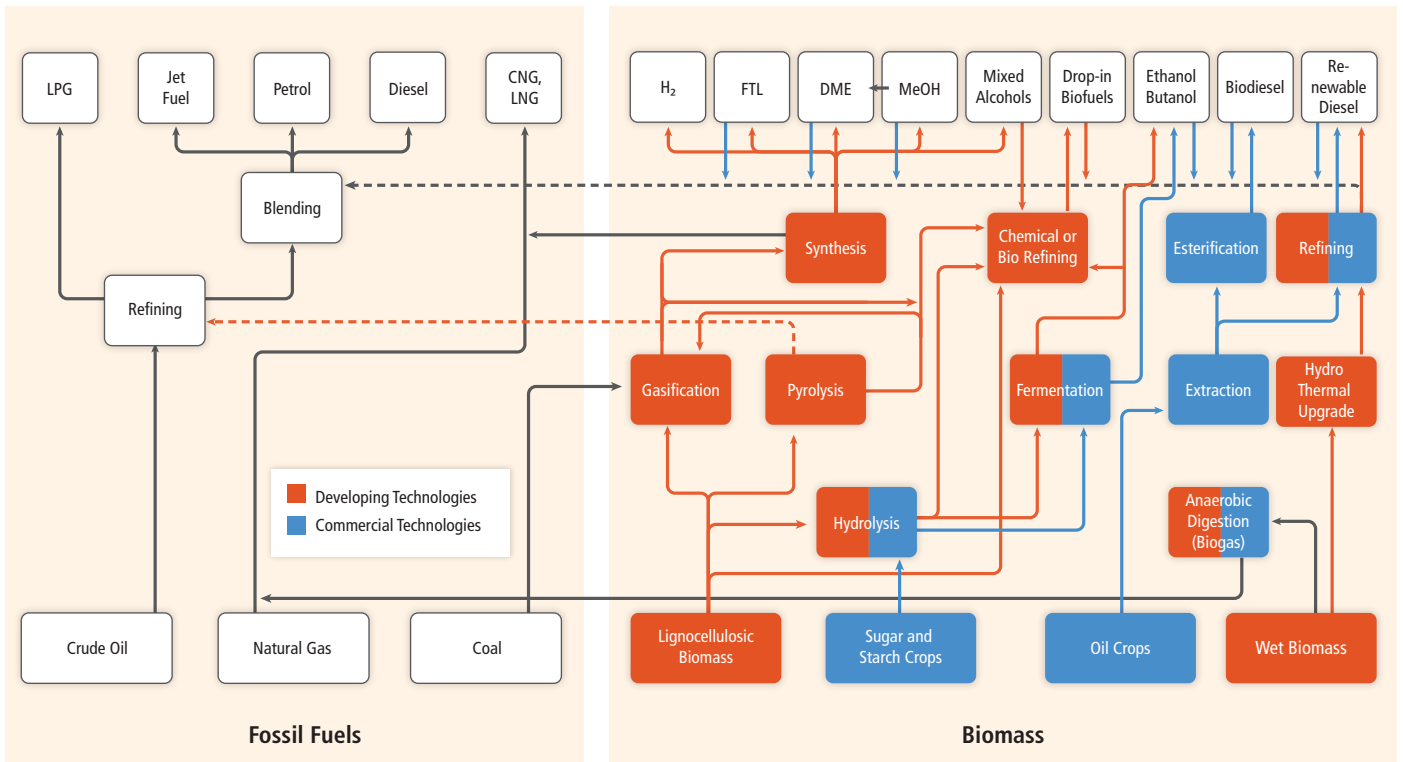 LPG
Jet
Fuel
Petrol
Diesel
CNG,
LNG
H₂
FTL
DME
MeOH
Mixed
Alcohols
Drop-in
Biofuels
Ethanol
Butanol
Biodiesel
Re-
newable
Diesel
Blending
Refining
Synthesis
Chemical or
Bio Refining
Esterification
Refining
Gasification
Pyrolysis
Fermentation
Extraction
Hydro
Thermal
Upgrade
Developing Technologies
Commercial Technologies
Hydrolysis
Anaerobic
Digestion
(Biogas)
Crude Oil
Natural Gas
Coal
Lignocellulosic
Biomass
Sugar and
Starch Crops
Oil Crops
Wet Biomass
Fossil Fuels
Biomass